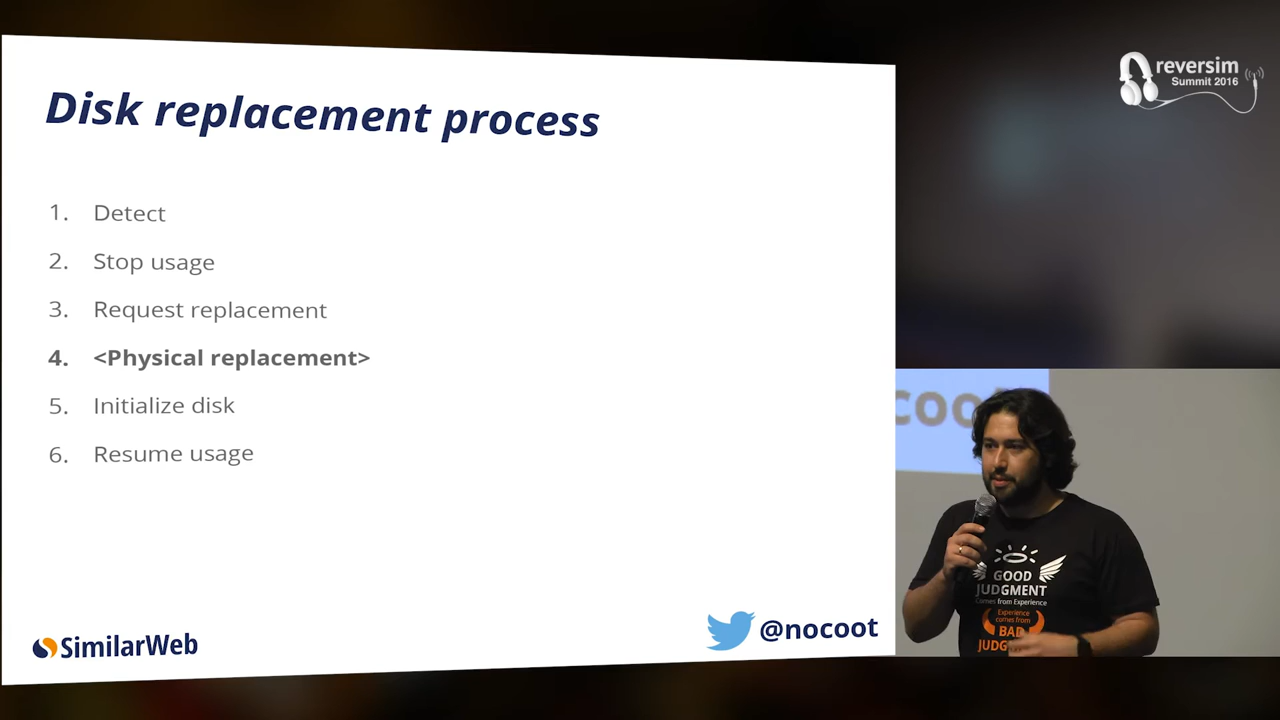 Disk replacement process
1. Detect
2. Stop usage
3. Request replacement
4. <Physical replacement>
5. Initialize disk
6. Resume usage
SimilarWeb
@nocoot
reversim
Summit 2016
coo
GOOD
JUDGMENT
Comes from Experience
Experience
comes from
BAD